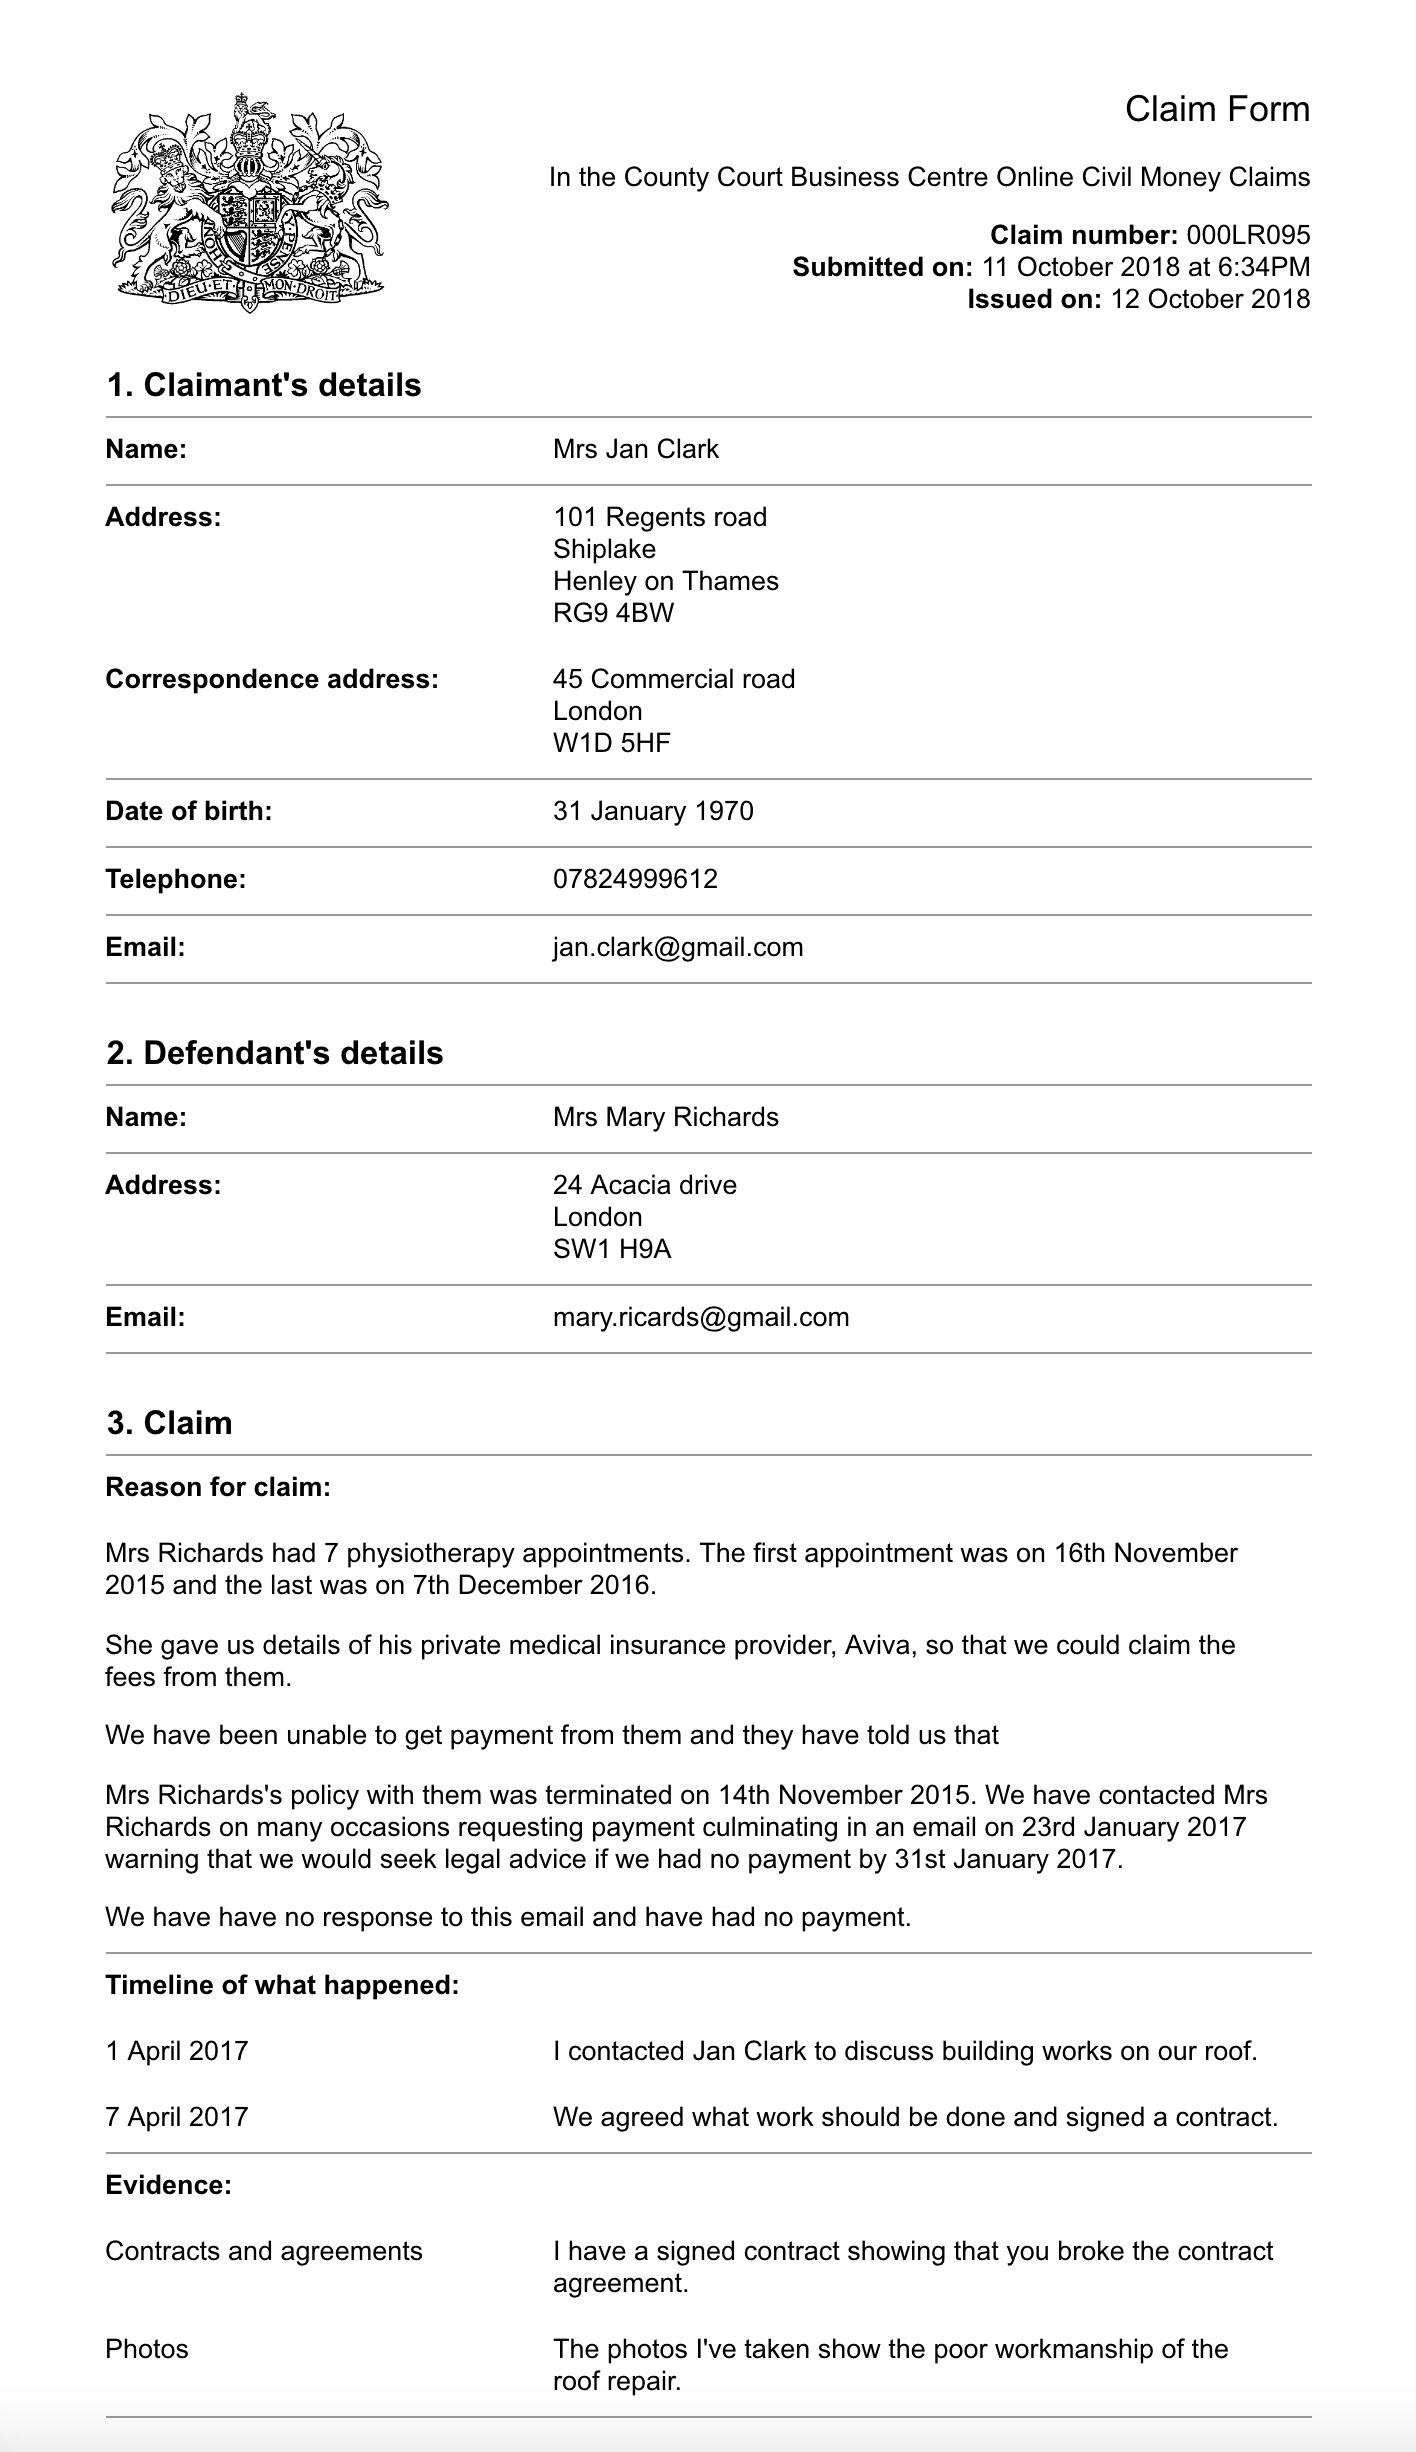 Claim Form
In the County Court Business Centre Online Civil Money Claims
Claim number: 000LR095
Submitted on: 11 October 2018 at 6:34PM
Issued on: 12 October 2018
DIEU·ET· MON·DROIT
1. Claimant's details
Name: Mrs Jan Clark
Address: 101 Regents road
Shiplake
Henley on Thames
RG9 4BW
Correspondence address: 45 Commercial road
London
W1D 5HF
Date of birth: 31 January 1970
Telephone: 07824999612
Email: jan.clark@gmail.com
2. Defendant's details
Name: Mrs Mary Richards
Address: 24 Acacia drive
London
SW1 H9A
Email: mary.ricards@gmail.com
3. Claim
Reason for claim:
Mrs Richards had 7 physiotherapy appointments. The first appointment was on 16th November
2015 and the last was on 7th December 2016.
She gave us details of his private medical insurance provider, Aviva, so that we could claim the
fees from them.
We have been unable to get payment from them and they have told us that
Mrs Richards's policy with them was terminated on 14th November 2015. We have contacted Mrs
Richards on many occasions requesting payment culminating in an email on 23rd January 2017
warning that we would seek legal advice if we had no payment by 31st January 2017.
We have have no response to this email and have had no payment.
Timeline of what happened:
1 April 2017 I contacted Jan Clark to discuss building works on our roof.
7 April 2017 We agreed what work should be done and signed a contract.
Evidence:
Contracts and agreements I have a signed contract showing that you broke the contract
agreement.
Photos The photos I've taken show the poor workmanship of the
roof repair.